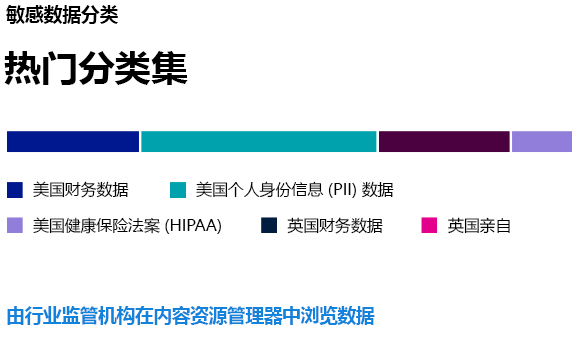 敏感数据分类
热门分类集
美国财务数据 美国个人身份信息 (PII) 数据
美国健康保险法案 (HIPAA) 英国财务数据 英国亲自
由行业监管机构在内容资源管理器中浏览数据